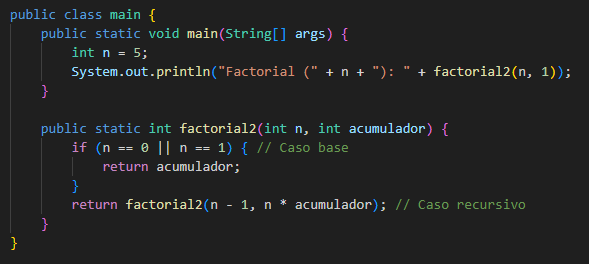 public class main {
    public static void main(String[] args) {
        int n = 5;
        System.out.println("Factorial (" + n + "): " + factorial2(n, 1));
    }

    public static int factorial2(int n, int acumulador) {
        if (n == 0 || n == 1) { // Caso base
            return acumulador;
        }
        return factorial2(n - 1, n * acumulador); // Caso recursivo
    }
}